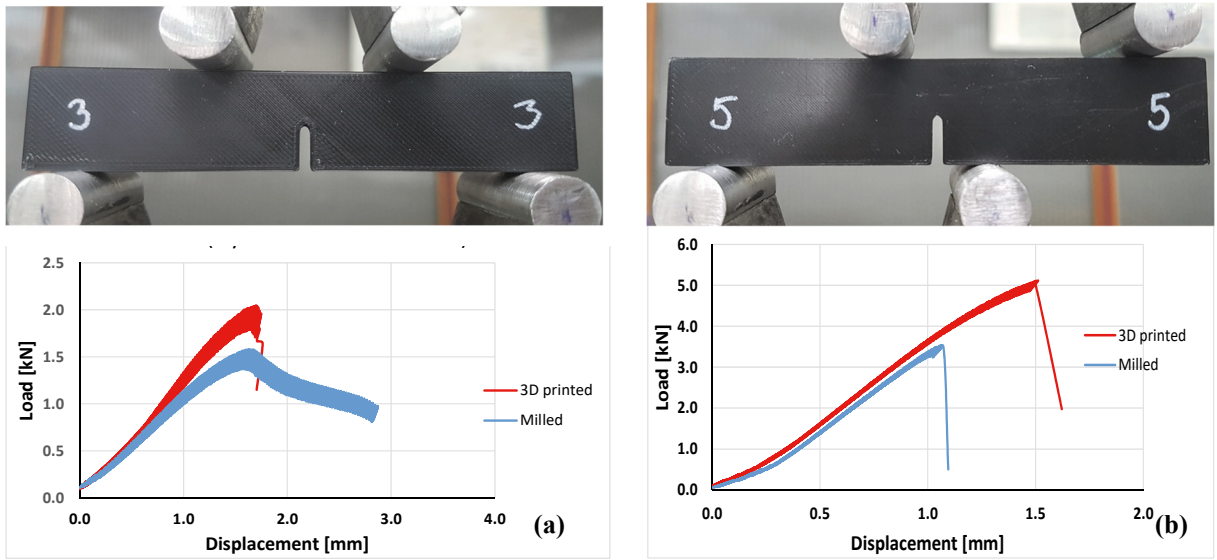 3 3
5 5
2.5
2.0
1.5
1.0
0.5
0.0
Load [kN]
0.0 1.0 2.0 3.0 4.0
Displacement [mm]
3D printed
Milled
(a)
6.0
5.0
4.0
3.0
2.0
1.0
0.0
Load [kN]
0.0 0.5 1.0 1.5 2.0
Displacement [mm]
3D printed
Milled
(b)